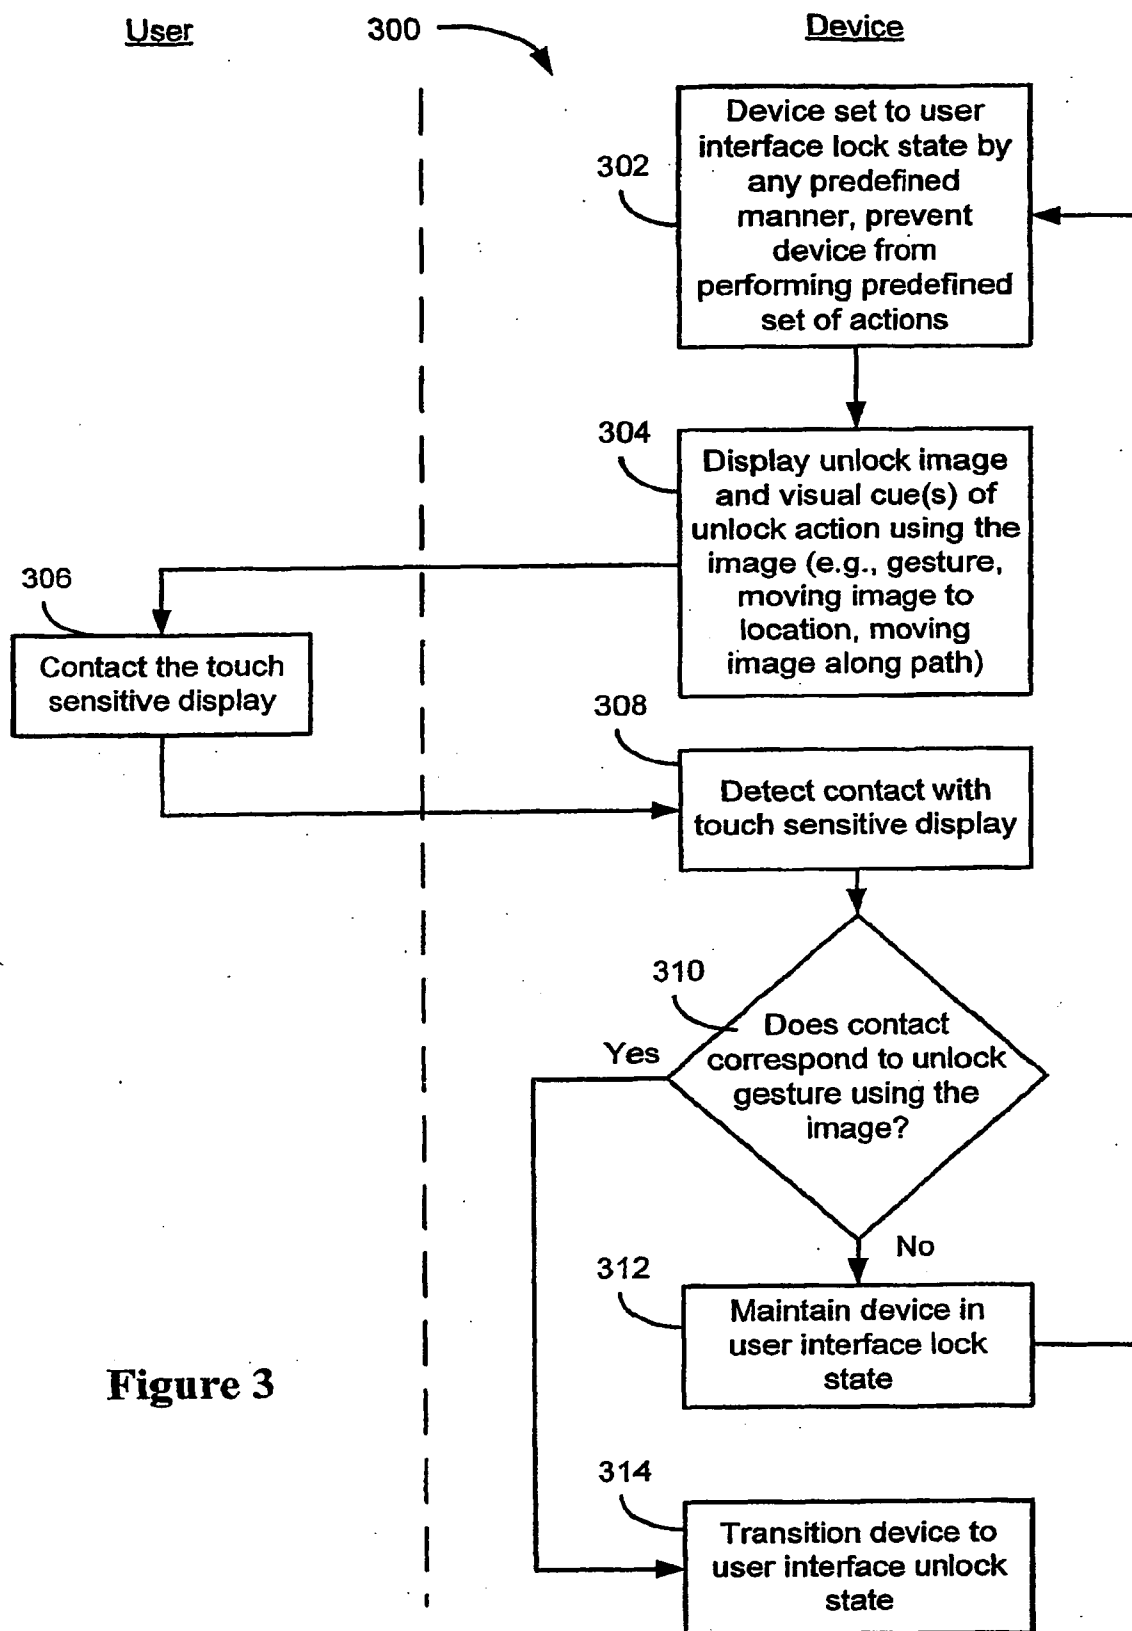 User
300
Device
302
Device set to user
interface lock state by
any predefined
manner, prevent
device from
performing predefined
set of actions
304
Display unlock image
and visual cue(s) of
unlock action using the
image (e.g., gesture,
moving image to
location, moving
image along path)
306
Contact the touch
sensitive display
308
Detect contact with
touch sensitive display
310
Does contact
correspond to unlock
gesture using the
image?
Yes
No
312
Maintain device in
user interface lock
state
Figure 3
314
Transition device to
user interface unlock
state